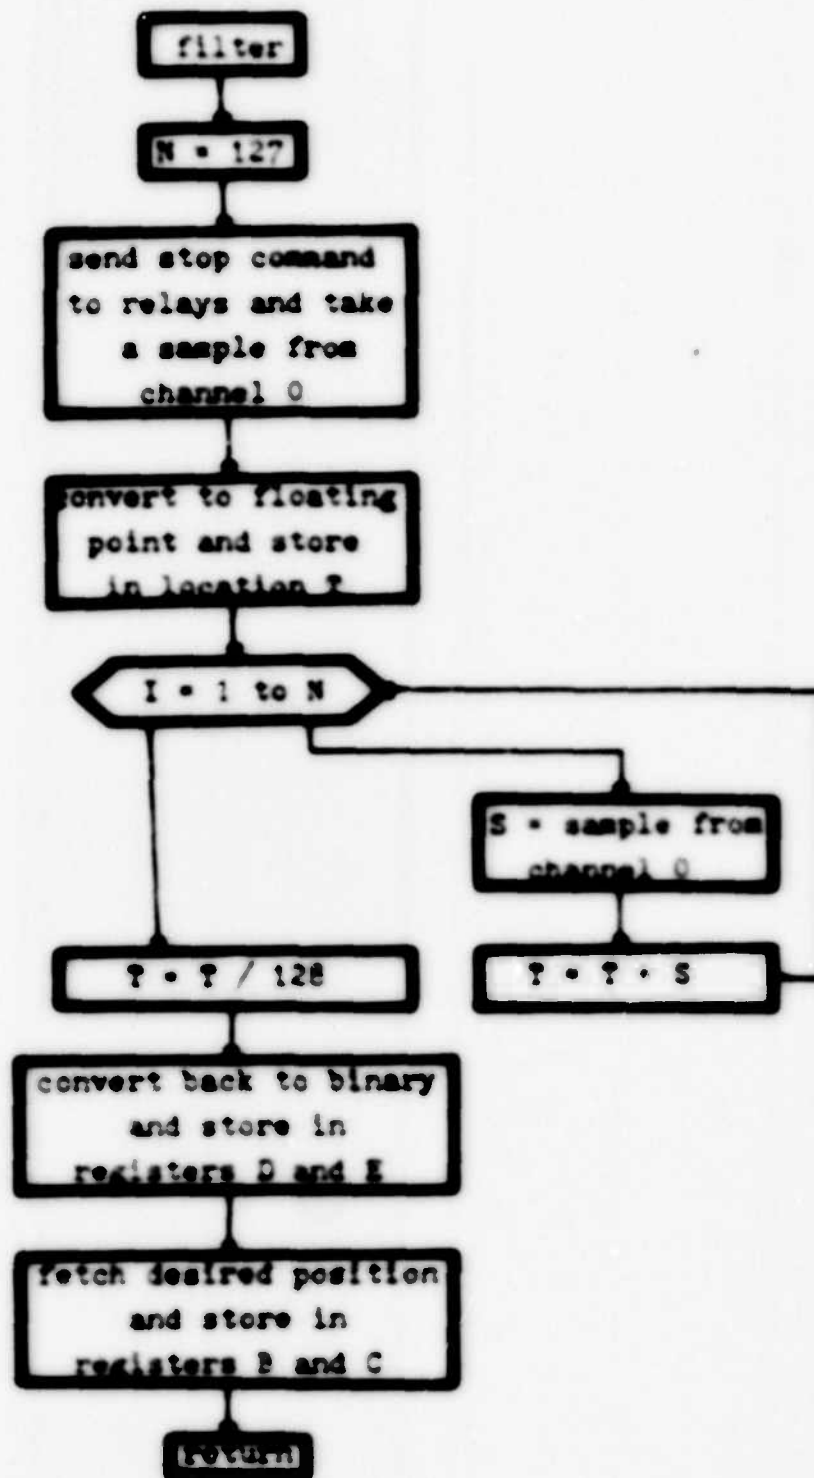 filter
N = 127
send stop command
to relays and take
a sample from
channel 0
convert to floating
point and store
in location T
I = 1 to N
S = sample from
channel 0
T = T / 128
T = T + S
convert back to binary
and store in
registers D and E
fetch desired position
and store in
registers B and C
return